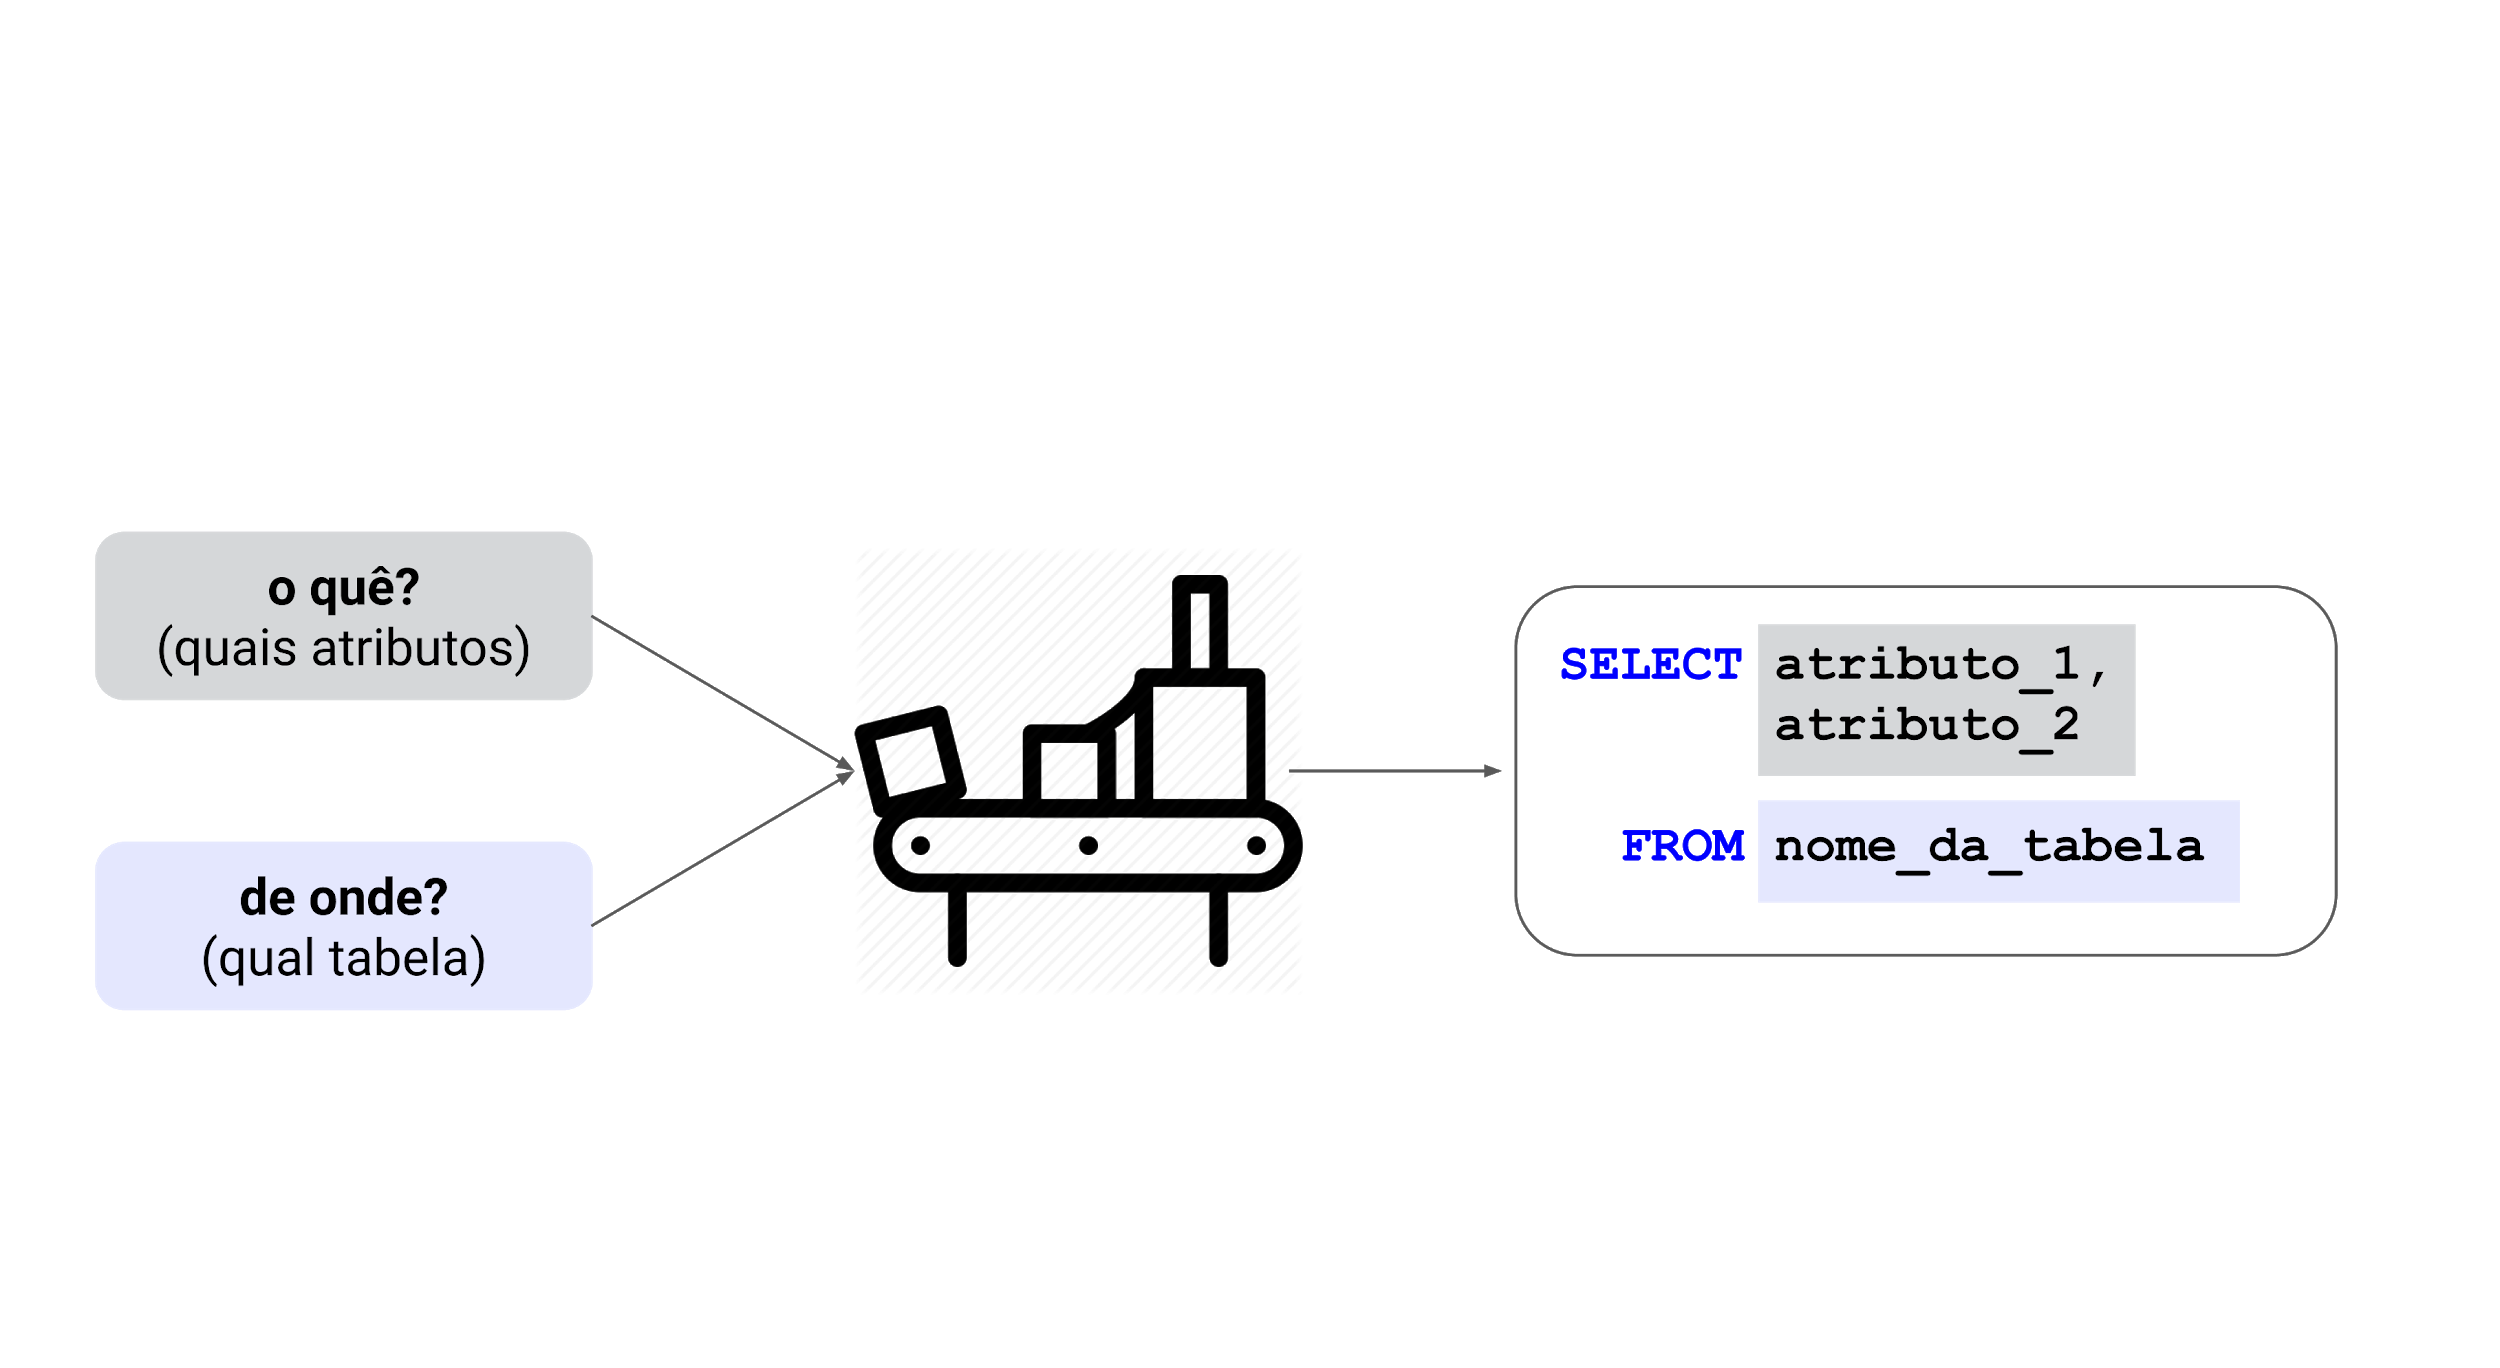 o quê?
(quais atributos)
de onde?
(qual tabela)
SELECT atributo_1,
atributo_2
FROM nome_da_tabela